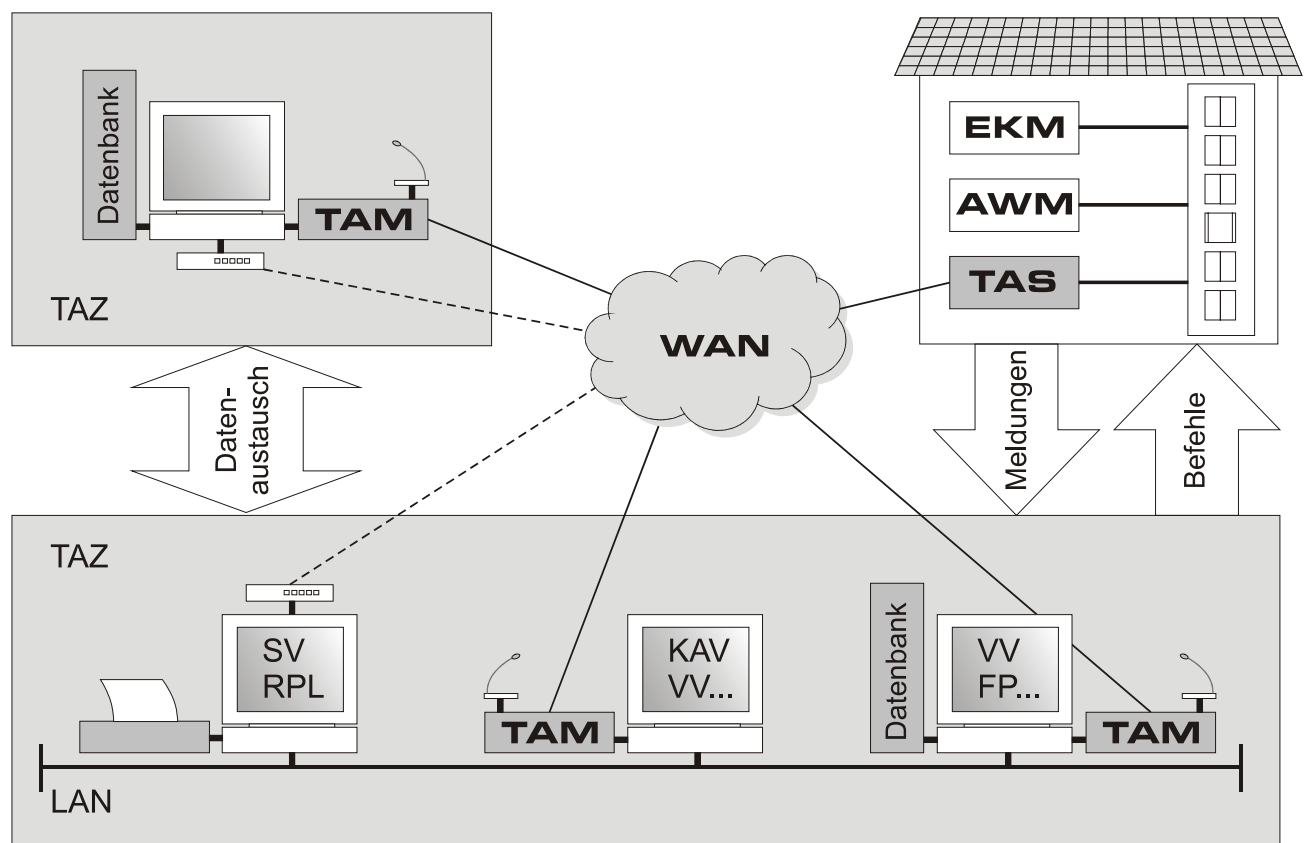 Datenbank
TAM
TAZ
EKM
AWM
TAS
WAN
Daten-
austausch
Meldungen
Befehle
TAZ
SV
RPL
TAM
KAV
VV...
Datenbank
VV
FP...
TAM
LAN